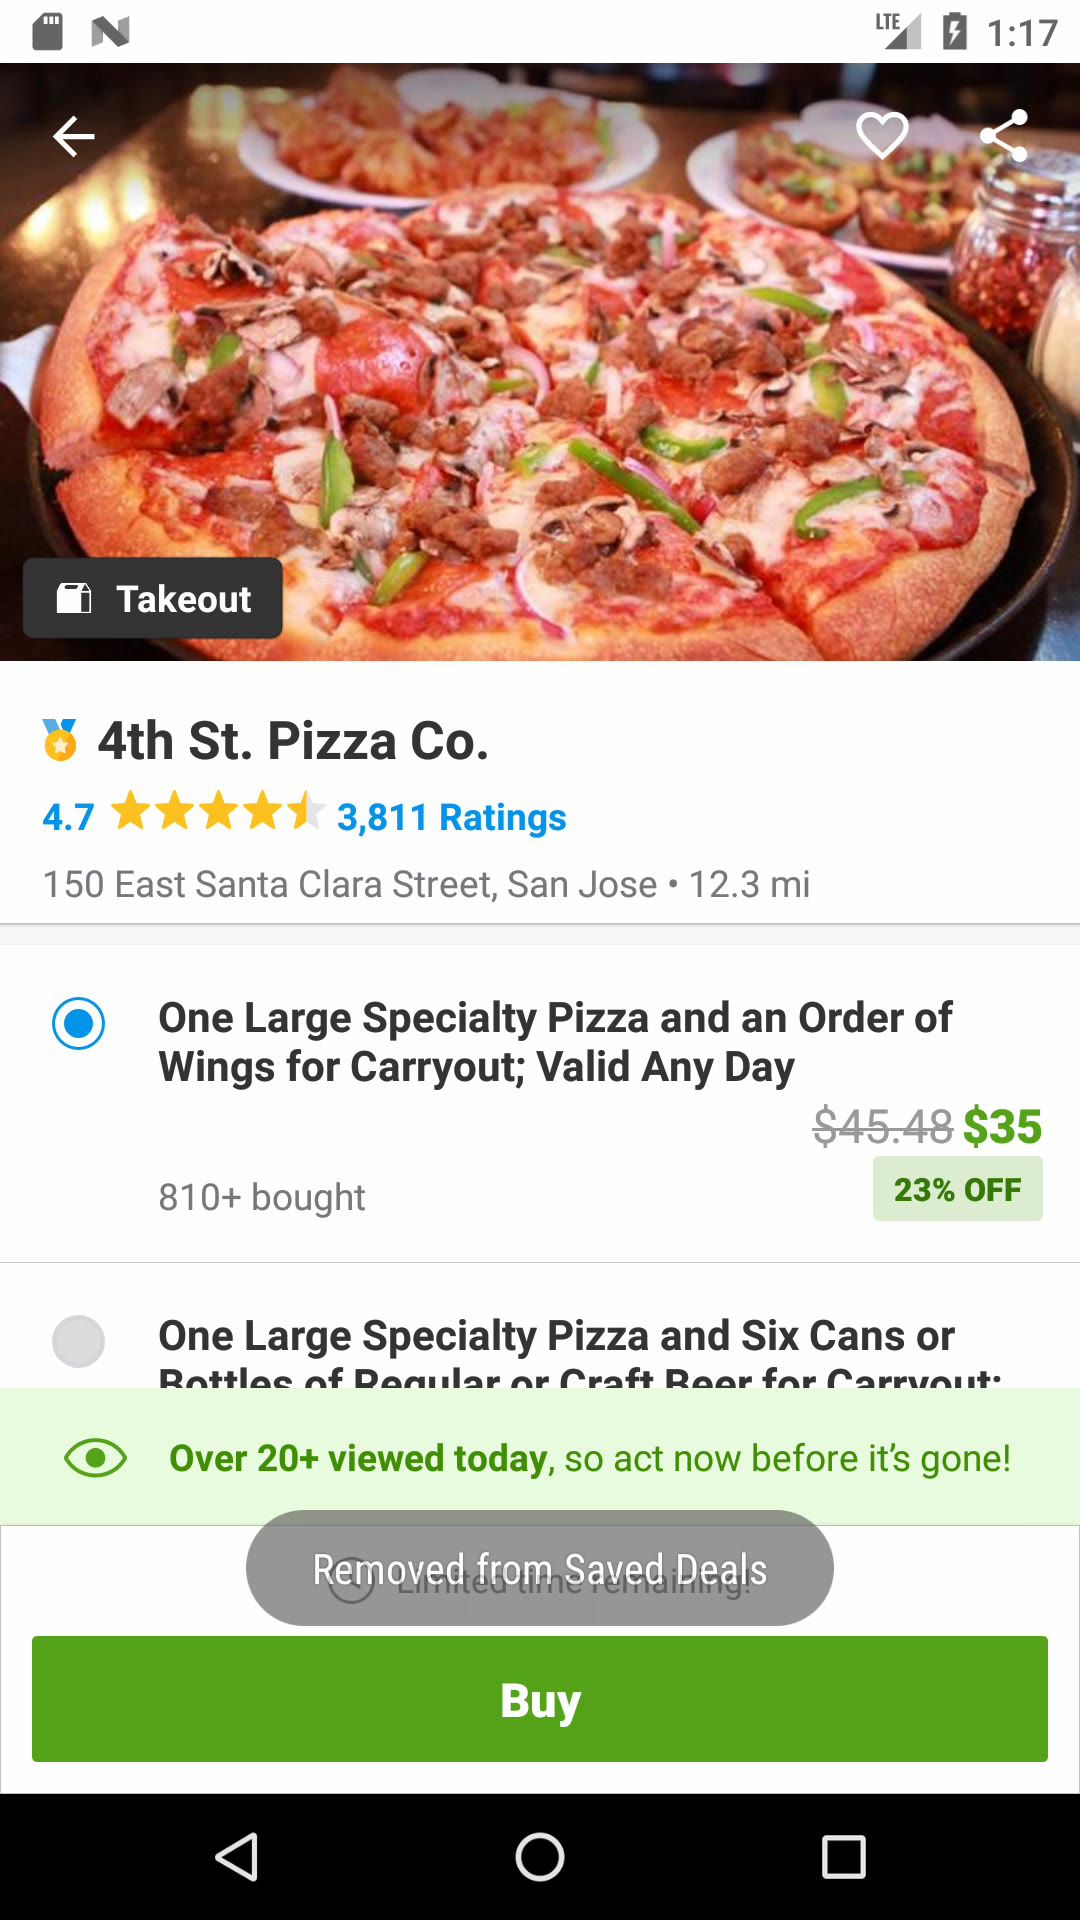 LTE 1:17
Takeout
4th St. Pizza Co.
4.7 3,811 Ratings
150 East Santa Clara Street, San Jose • 12.3 mi
One Large Specialty Pizza and an Order of
Wings for Carryout; Valid Any Day
$45.48 $35
810+ bought
23% OFF
One Large Specialty Pizza and Six Cans or
Bottles of Regular or Craft Beer for Carryout;
Over 20+ viewed today, so act now before it's gone!
Removed from Saved Deals
Limited time remaining!
Buy